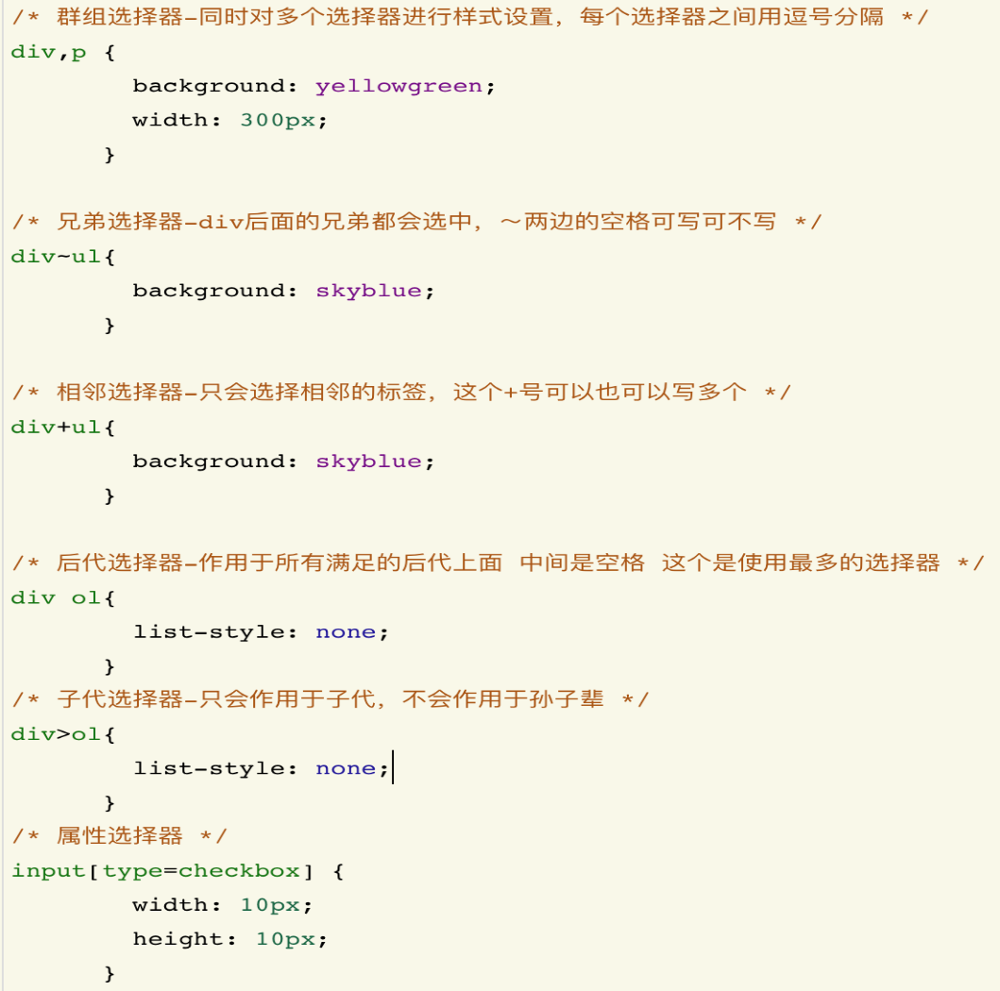 /* 群组选择器-同时对多个选择器进行样式设置，每个选择器之间用逗号分隔 */
div,p {
        background: yellowgreen;
        width: 300px;
      }
/* 兄弟选择器-div后面的兄弟都会选中，～两边的空格可写可不写 */
div~ul{
        background: skyblue;
      }
/* 相邻选择器-只会选择相邻的标签，这个+号可以也可以写多个 */
div+ul{
        background: skyblue;
      }
/* 后代选择器-作用于所有满足的后代上面 中间是空格 这个是使用最多的选择器 */
div ol{
        list-style: none;
      }
/* 子代选择器-只会作用于子代，不会作用于孙子辈 */
div>ol{
        list-style: none;
      }
/* 属性选择器 */
input[type=checkbox] {
        width: 10px;
        height: 10px;
      }